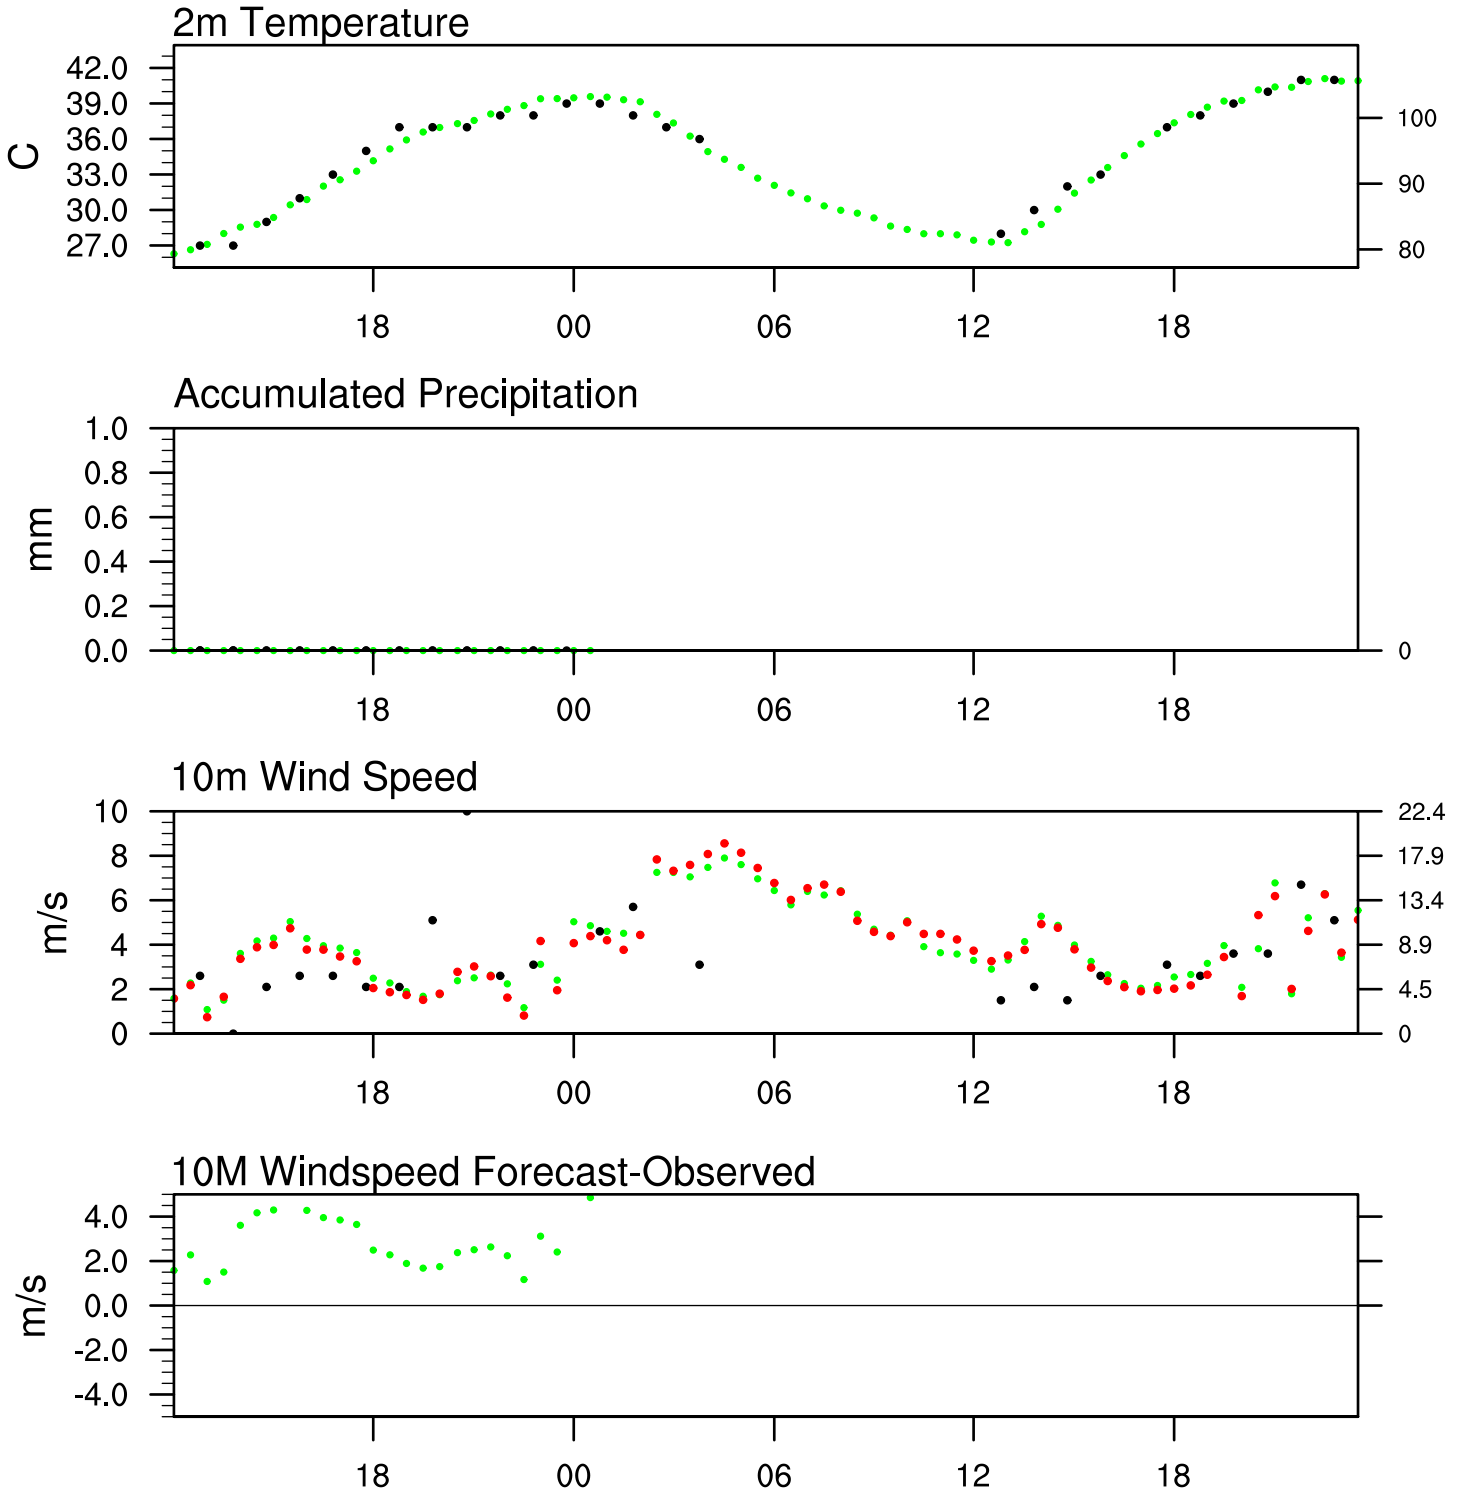 2m Temperature
42.0
39.0
36.0
33.0
30.0
27.0
C
100
90
80
18 00 06 12 18
Accumulated Precipitation
1.0
0.8
0.6
0.4
0.2
0.0
mm
0
18 00 06 12 18
10m Wind Speed
10
8
6
4
2
0
m/s
22.4
17.9
13.4
8.9
4.5
0
18 00 06 12 18
10M Windspeed Forecast-Observed
4.0
2.0
0.0
-2.0
-4.0
m/s
18 00 06 12 18